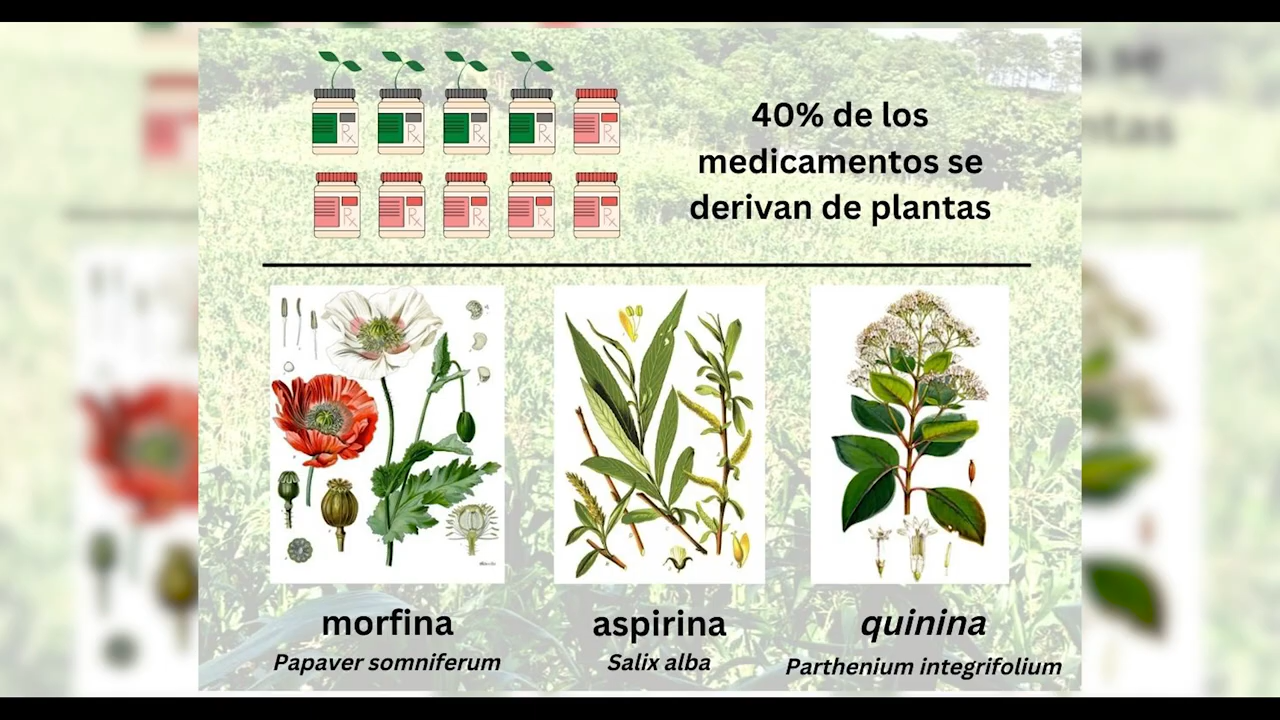 40% de los
medicamentos se
derivan de plantas
morfina
aspirina
quinina
Papaver somniferum
Salix alba
Parthenium integrifolium